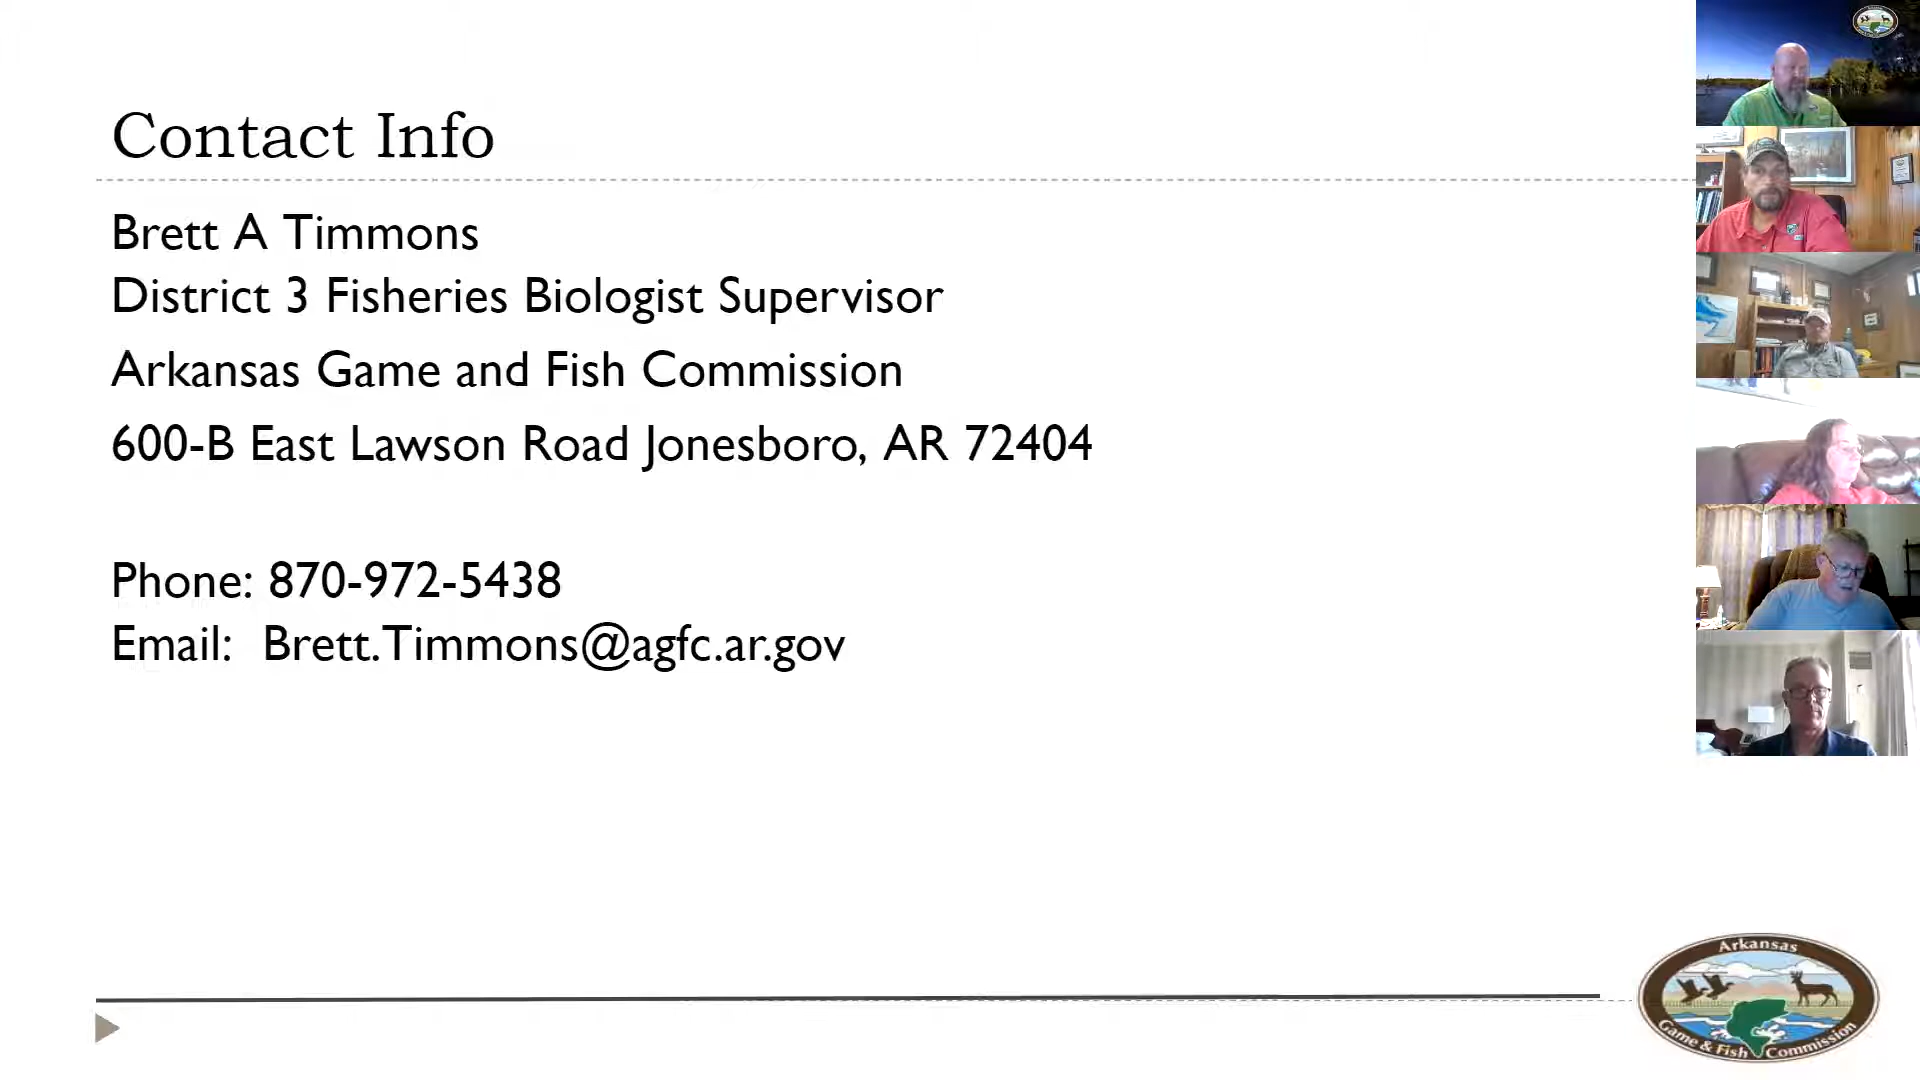 Contact Info
Brett A Timmons
District 3 Fisheries Biologist Supervisor
Arkansas Game and Fish Commission
600-B East Lawson Road Jonesboro, AR 72404
Phone: 870-972-5438
Email: Brett.Timmons@agfc.ar.gov
Arkansas
Game & Fish Commission